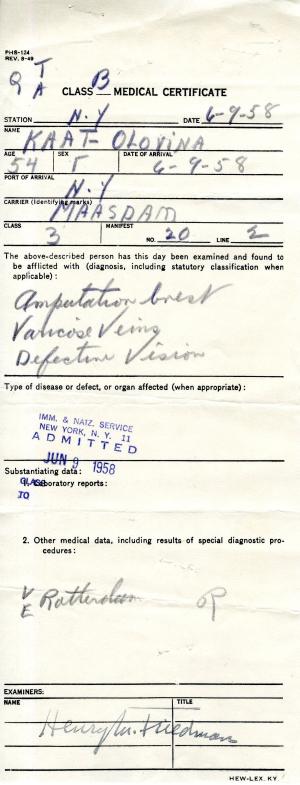 PHS-124
REV. 8-49
Q T A CLASS B MEDICAL CERTIFICATE
STATION N.Y DATE 6-9-58
NAME
KAAT-OLOVINA
AGE SEX DATE OF ARRIVAL
54 F 6-9-58
PORT OF ARRIVAL
N.Y
CARRIER (Identifying marks)
MAASDAM
CLASS MANIFEST
3 NO. 20 LINE 2
The above-described person has this day been examined and found to
be afflicted with (diagnosis, including statutory classification when
applicable):
Amputation brest
Varicose Veins
Defective Vision
Type of disease or defect, or organ affected (when appropriate):
IMM. & NATZ. SERVICE
NEW YORK, N. Y. 11
ADMITTED
JUN 9 1958
Substantiating data:
CLASS
1. Laboratory reports:
TO
2. Other medical data, including results of special diagnostic pro-
cedures:
V E Rotterdam R
EXAMINERS:
NAME TITLE
Henry M. Friedman
HEW-LEX. KY.